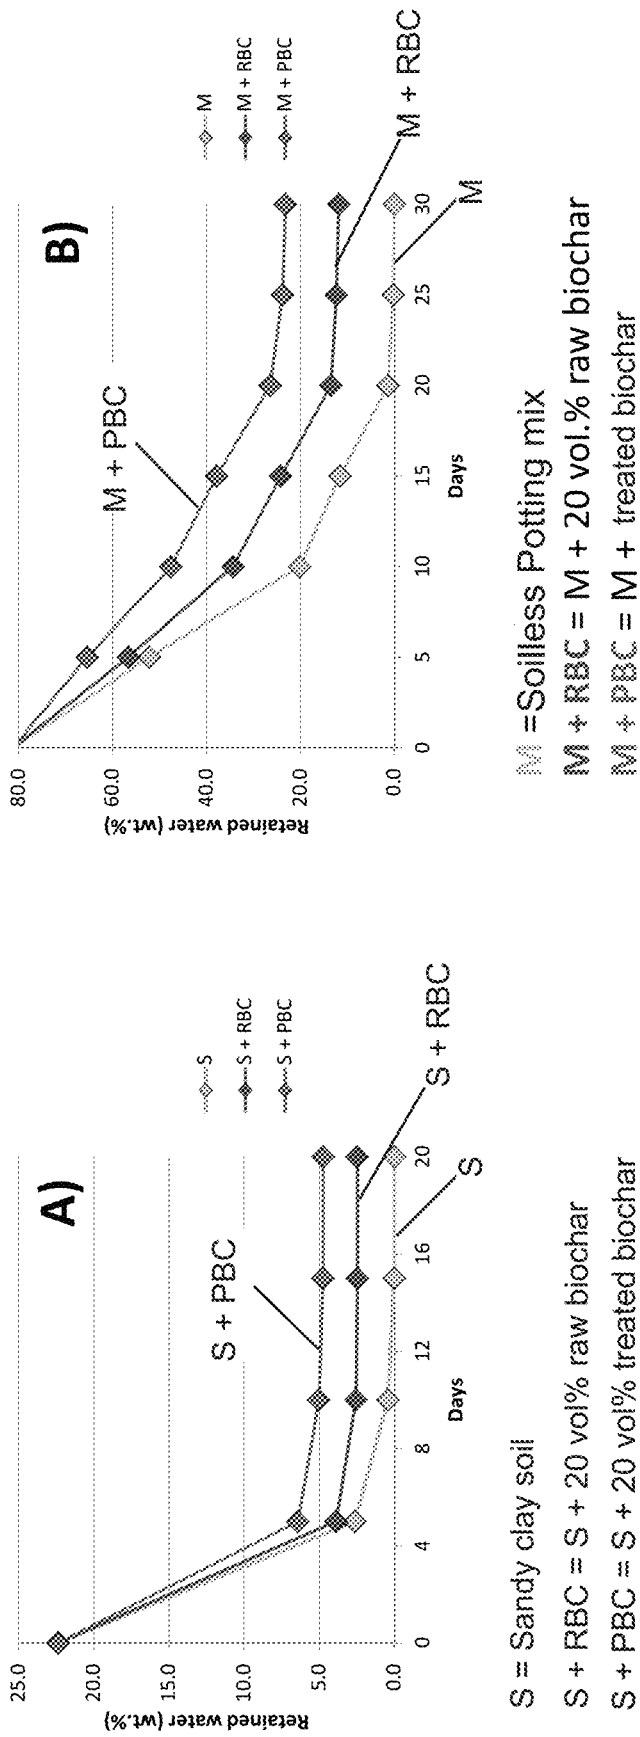 A)
Retained water (wt.%)
25.0
20.0
15.0
10.0
5.0
0.0
0 4 8 12 16 20
Days
S + PBC
S + RBC
S
S
S + RBC
S + PBC
S = Sandy clay soil
S + RBC = S + 20 vol% raw biochar
S + PBC = S + 20 vol% treated biochar
B)
Retained water (wt.%)
80.0
60.0
40.0
20.0
0.0
0 5 10 15 20 25 30
Days
M + PBC
M + RBC
M
M
M + RBC
M + PBC
M =Soilless Potting mix
M + RBC = M + 20 vol.% raw biochar
M + PBC = M + treated biochar